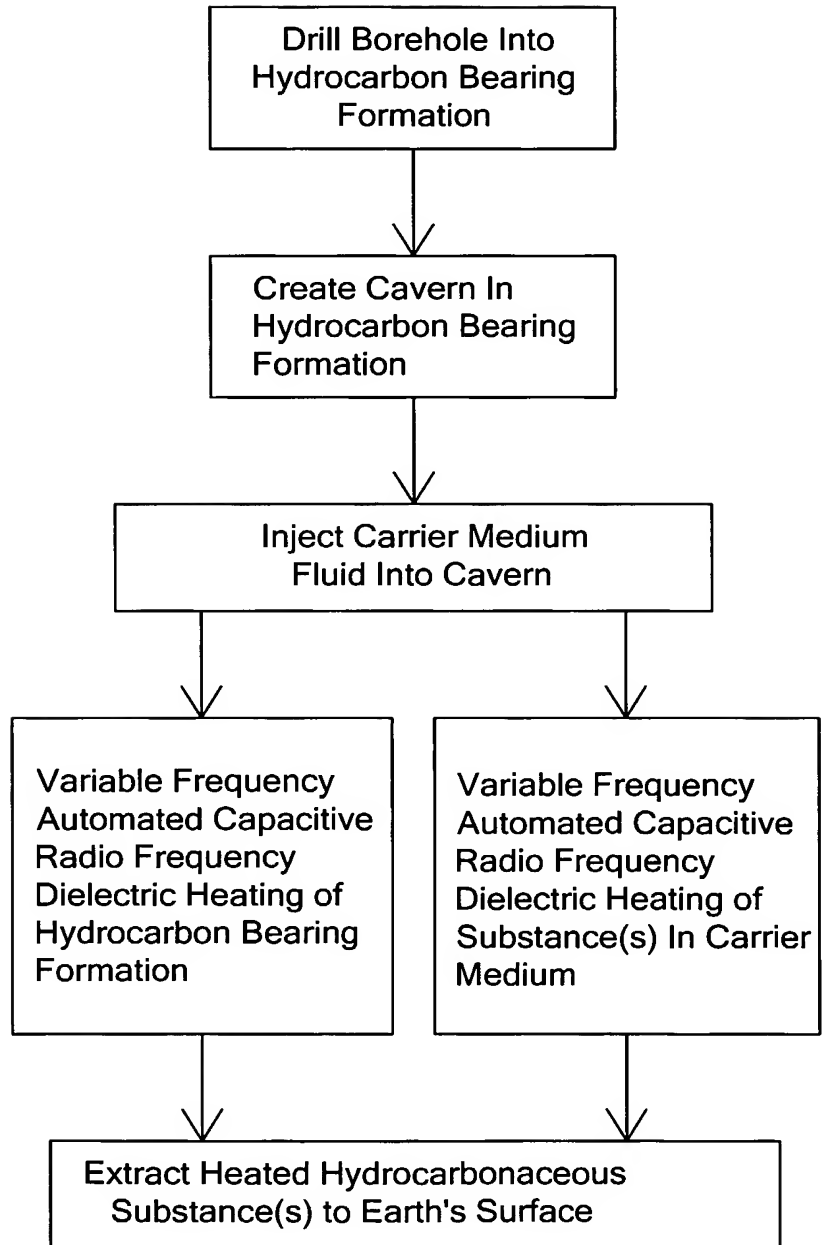 Drill Borehole Into
Hydrocarbon Bearing
Formation
Create Cavern In
Hydrocarbon Bearing
Formation
Inject Carrier Medium
Fluid Into Cavern
Variable Frequency
Automated Capacitive
Radio Frequency
Dielectric Heating of
Hydrocarbon Bearing
Formation
Variable Frequency
Automated Capacitive
Radio Frequency
Dielectric Heating of
Substance(s) In Carrier
Medium
Extract Heated Hydrocarbonaceous
Substance(s) to Earth's Surface